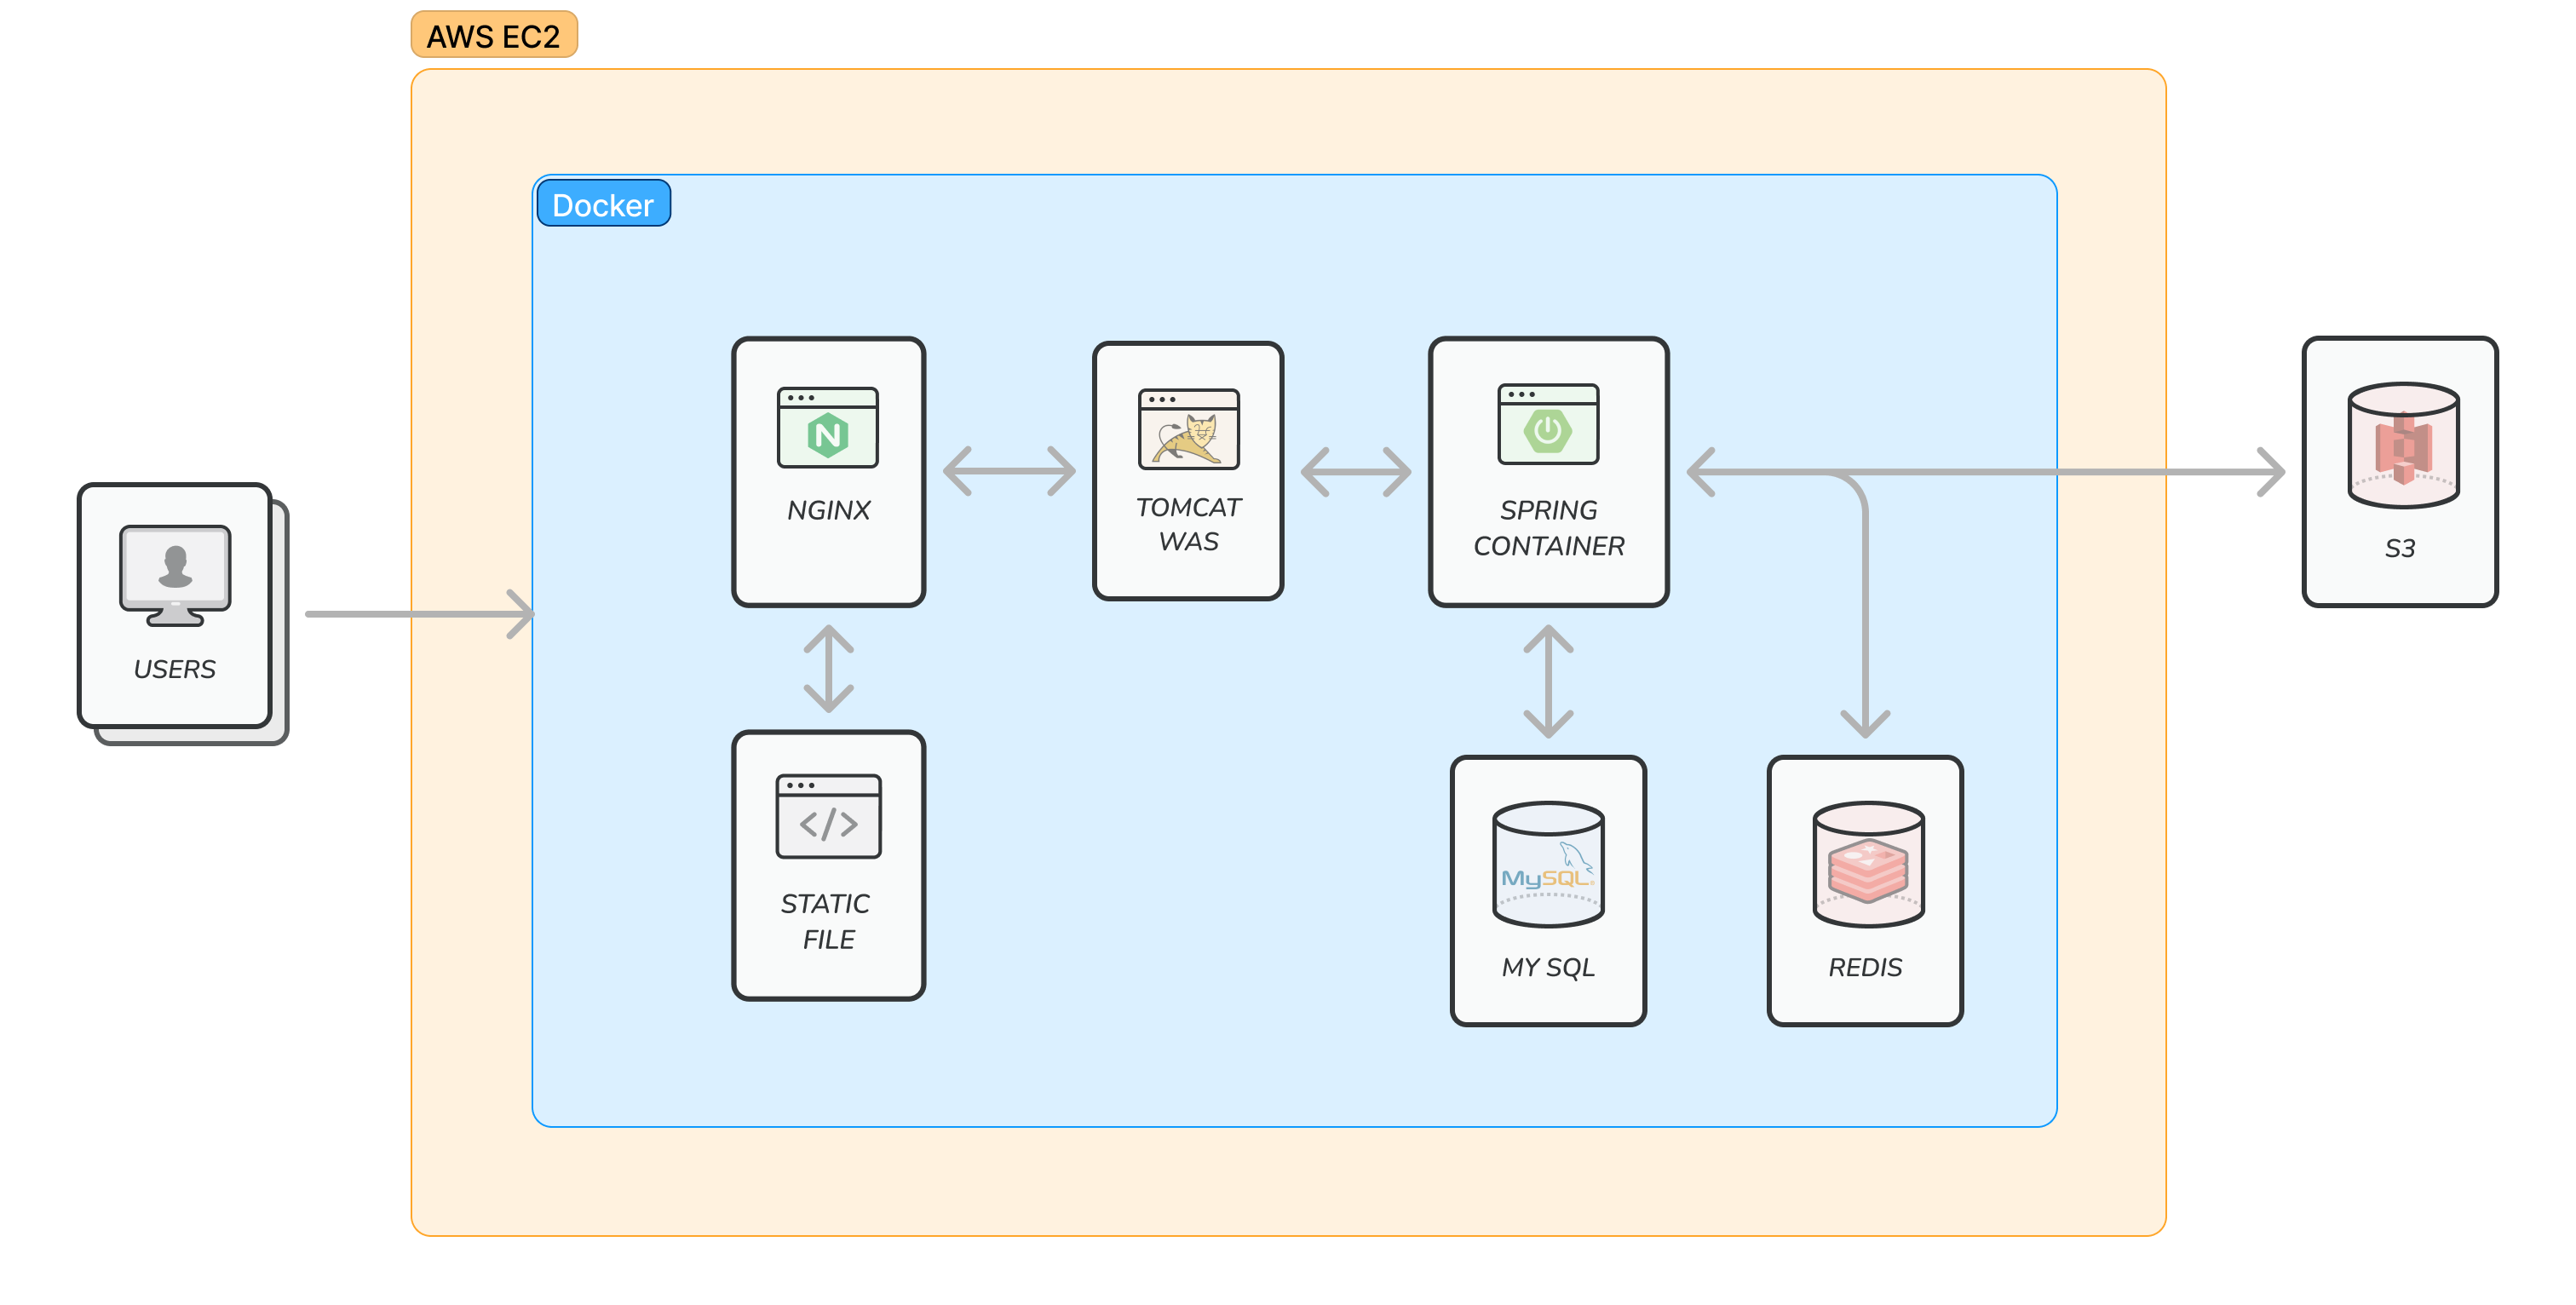 AWS EC2
Docker
USERS
NGINX
TOMCAT
WAS
SPRING
CONTAINER
S3
STATIC
FILE
MySQL
MY SQL
REDIS